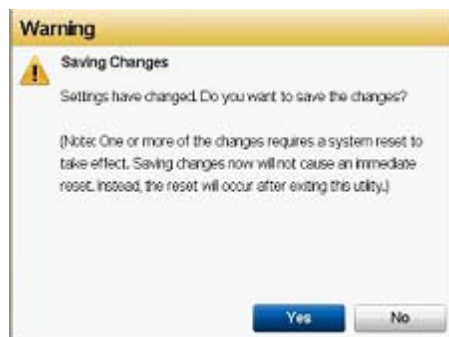 Warning
Saving Changes
Settings have changed. Do you want to save the changes?
(Note: One or more of the changes requires a system reset to
take effect. Saving changes now will not cause an immediate
reset. Instead, the reset will occur after exiting this utility.)
Yes
No